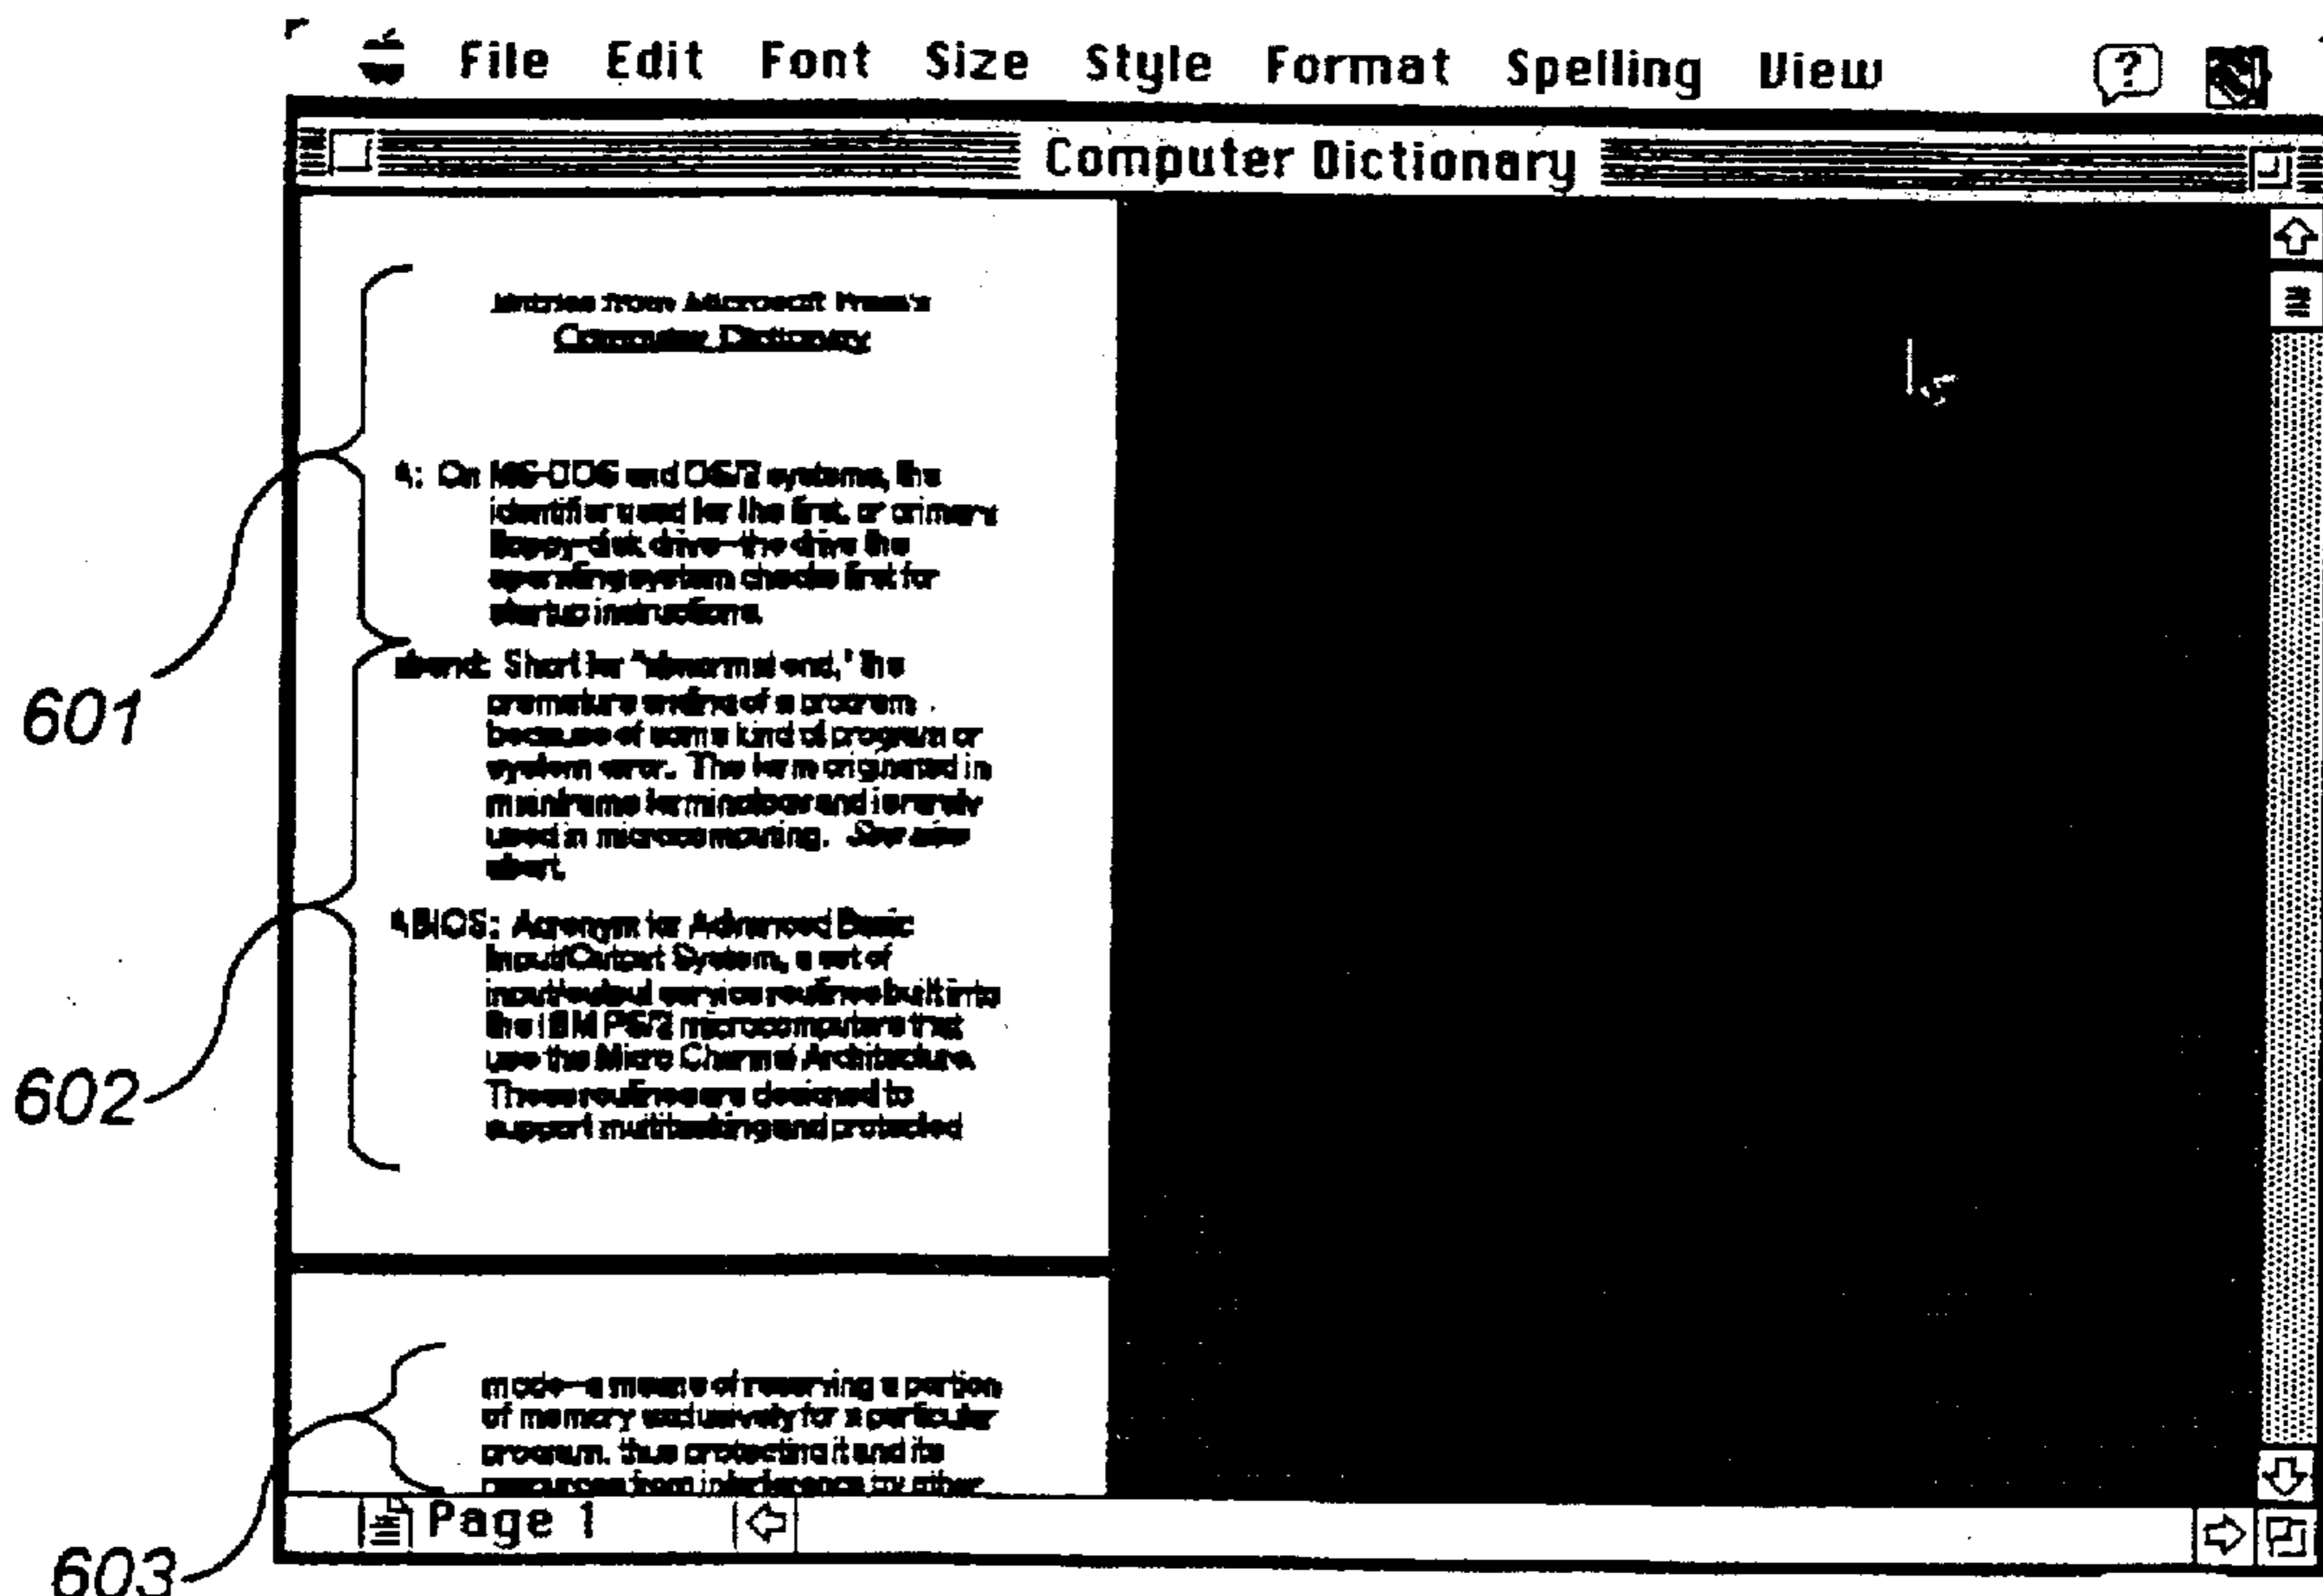 File Edit Font Size Style Format Spelling View ?
Computer Dictionary
Entries from Microsoft Press's
Computer Dictionary
A: On MS-DOS and OS/2 systems, the
identifier used for the first, or primary
floppy-disk drive—the drive the
operating system checks first for
startup instructions.
601
abend: Short for "abnormal end," the
premature ending of a program
because of some kind of program or
system error. The term originated in
mainframe terminology and is rarely
used in microcomputing. See also
abort.
ABIOS: Acronym for Advanced Basic
Input/Output System, a set of
input/output service routines built into
the IBM PS/2 microcomputers that
use the Micro Channel Architecture.
602
These routines are designed to
support multitasking and protected
mode—a means of reserving a portion
of memory exclusively for a particular
program, thus protecting it and its
resources from interference by other
Page 1
603